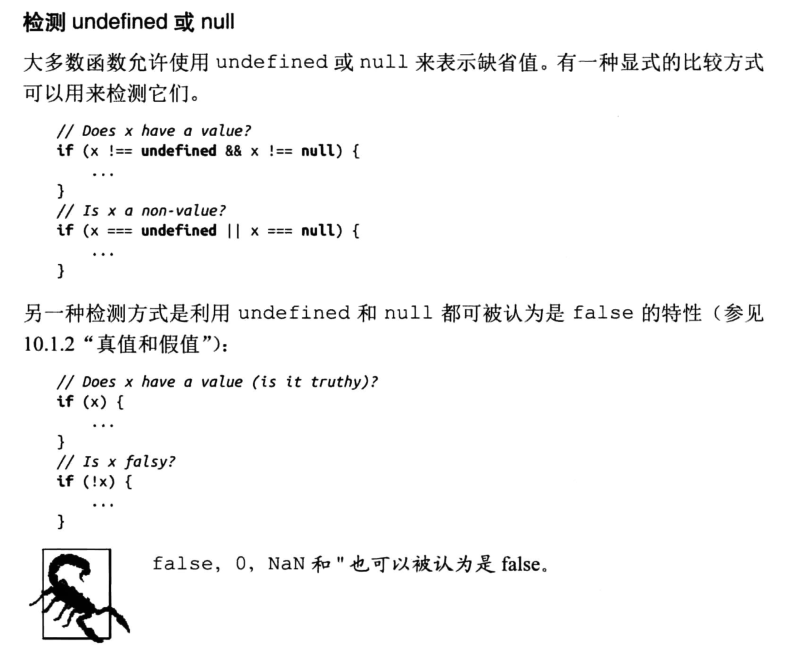 检测 undefined 或 null
大多数函数允许使用 undefined 或 null 来表示缺省值。有一种显式的比较方式
可以用来检测它们。
// Does x have a value?
if (x !== undefined && x !== null) {
...
}
// Is x a non-value?
if (x === undefined || x === null) {
...
}
另一种检测方式是利用 undefined 和 null 都可被认为是 false 的特性（参见
10.1.2“真值和假值”）：
// Does x have a value (is it truthy)?
if (x) {
...
}
// Is x falsy?
if (!x) {
...
}
false, 0, NaN 和 '' 也可以被认为是 false。